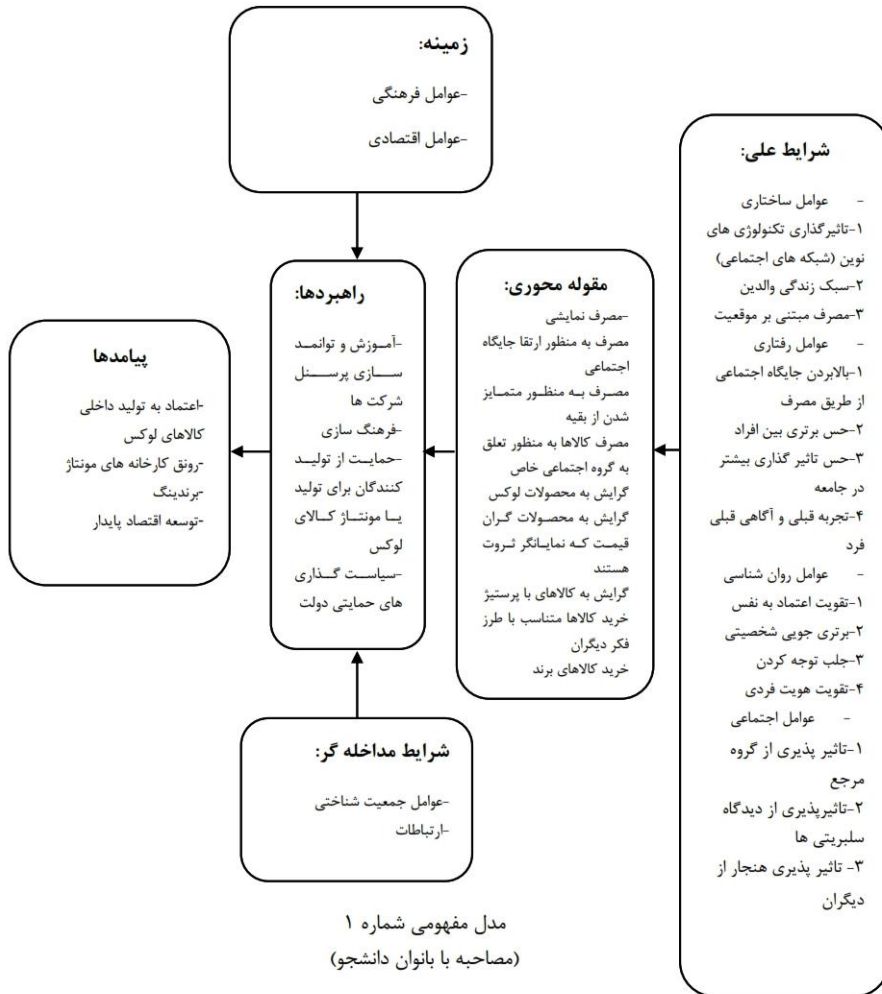 زمینه:
-عوامل فرهنگی
-عوامل اقتصادی
شرایط علی:
- عوامل ساختاری
۱-تاثیرگذاری تکنولوژی های
نوین (شبکه های اجتماعی)
۲-سبک زندگی والدین
۳-مصرف مبتنی بر موقعیت
- عوامل رفتاری
۱-بالابردن جایگاه اجتماعی
از طریق مصرف
۲-حس برتری بین افراد
۳-حس تاثیر گذاری بیشتر
در جامعه
۴-تجربه قبلی و آگاهی قبلی
فرد
- عوامل روان شناسی
۱-تقویت اعتماد به نفس
۲-برتری جویی شخصیتی
۳-جلب توجه کردن
۴-تقویت هویت فردی
- عوامل اجتماعی
۱-تاثیر پذیری از گروه
مرجع
۲-تاثیرپذیری از دیدگاه
سلبریتی ها
۳- تاثیر پذیری هنجار از
دیگران
مقوله محوری:
-مصرف نمایشی
مصرف به منظور ارتقا جایگاه
اجتماعی
مصرف به منظور متمایز
شدن از بقیه
مصرف کالاها به منظور تعلق
به گروه اجتماعی خاص
گرایش به محصولات لوکس
گرایش به محصولات گران
قیمت که نمایانگر ثروت
هستند
گرایش به کالاهای با پرستیژ
خرید کالاها متناسب با طرز
فکر دیگران
خرید کالاهای برند
راهبردها:
-آموزش و توانمند
سازی پرسنل
شرکت ها
-فرهنگ سازی
-حمایت از تولید
کنندگان برای تولید
یا مونتاژ کالای
لوکس
-سیاست گذاری
های حمایتی دولت
پیامدها
-اعتماد به تولید داخلی
کالاهای لوکس
-رونق کارخانه های مونتاژ
-برندینگ
-توسعه اقتصاد پایدار
شرایط مداخله گر:
-عوامل جمعیت شناختی
-ارتباطات
مدل مفهومی شماره ۱
(مصاحبه با بانوان دانشجو)